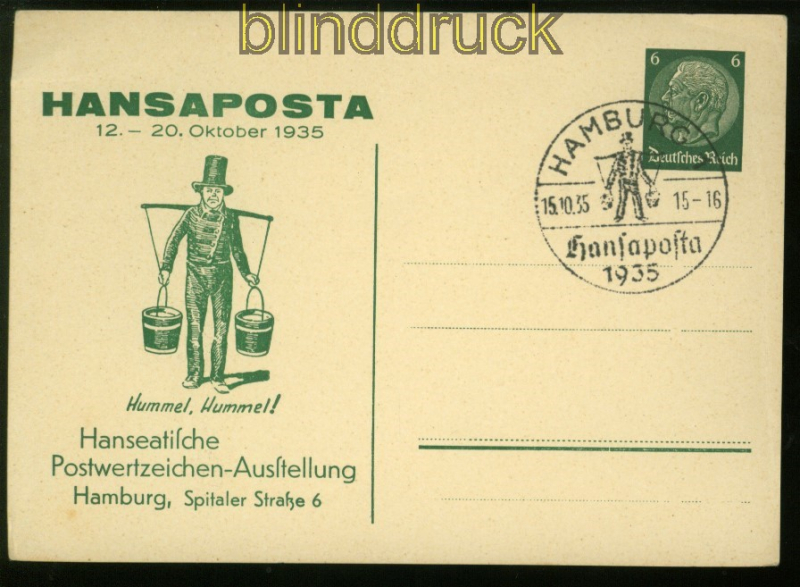 blinddruck
HANSAPOSTA
12. – 20. Oktober 1935
Hummel, Hummel!
Hanseatiſche
Postwertzeichen-Ausſtellung
Hamburg, Spitaler Straße 6
6 6
Deutsches Reich
HAMBURG 1
15.10.35 15-16
Hanſapoſta
1935